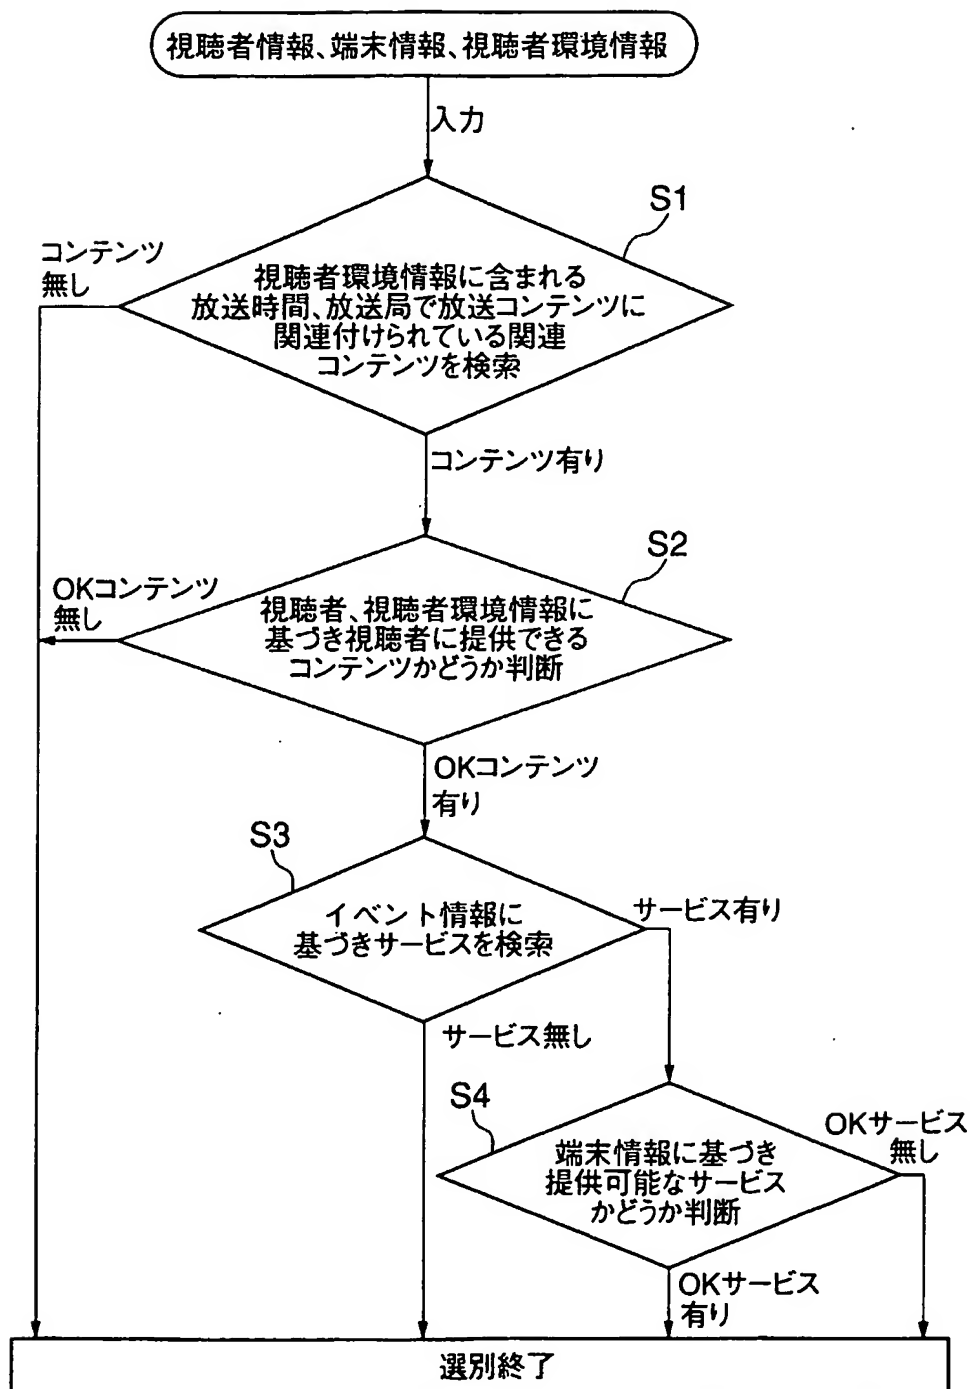 視聴者情報、端末情報、視聴者環境情報
入力
S1
コンテンツ
無し
視聴者環境情報に含まれる
放送時間、放送局で放送コンテンツに
関連付けられている関連
コンテンツを検索
コンテンツ有り
S2
OKコンテンツ
無し
視聴者、視聴者環境情報に
基づき視聴者に提供できる
コンテンツかどうか判断
OKコンテンツ
有り
S3
イベント情報に
基づきサービスを検索
サービス有り
サービス無し
S4
OKサービス
無し
端末情報に基づき
提供可能なサービス
かどうか判断
OKサービス
有り
選別終了